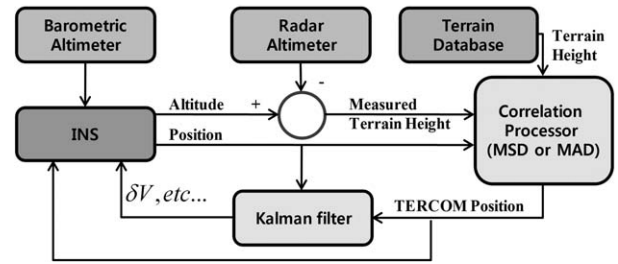 Barometric
Altimeter
Radar
Altimeter
Terrain
Database
Terrain
Height
Altitude +
-
Measured
Terrain Height
INS
Position
Correlation
Processor
(MSD or MAD)
δV, etc...
Kalman filter
TERCOM Position